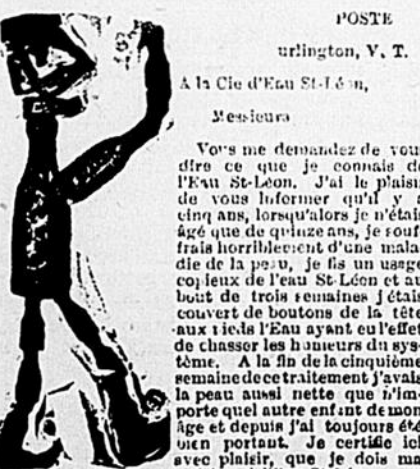 POSTE
urlington, V. T.
A la Cie d'Eau St-Léon,
Messieurs
Vous me demandez de vou
dire ce que je connais de
l'Eau St-Léon. J'ai le plaisi
de vous informer qu'il y a
cinq ans, lorsqu'alors je n'étai
âgé que de quinze ans, je souf
frais horriblement d'une mala
die de la peau, je fis un usage
copieux de l'eau St-Léon et au
bout de trois semaines j'étais
couvert de boutons de la tête
aux pieds l'Eau ayant eu l'effet
de chasser les humeurs du sys-
tème. A la fin de la cinquième
semaine de ce traitement j'avais
la peau aussi nette que n'im-
porte quel autre enfant de mon
âge et depuis j'ai toujours été
bien portant. Je certifie ici
avec plaisir, que je dois ma